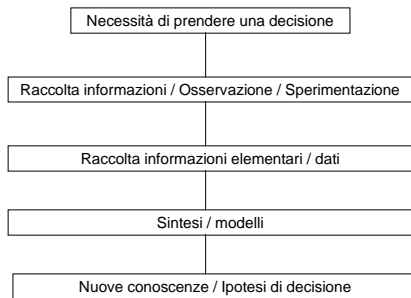 Necessità di prendere una decisione
Raccolta informazioni / Osservazione / Sperimentazione
Raccolta informazioni elementari / dati
Sintesi / modelli
Nuove conoscenze / Ipotesi di decisione